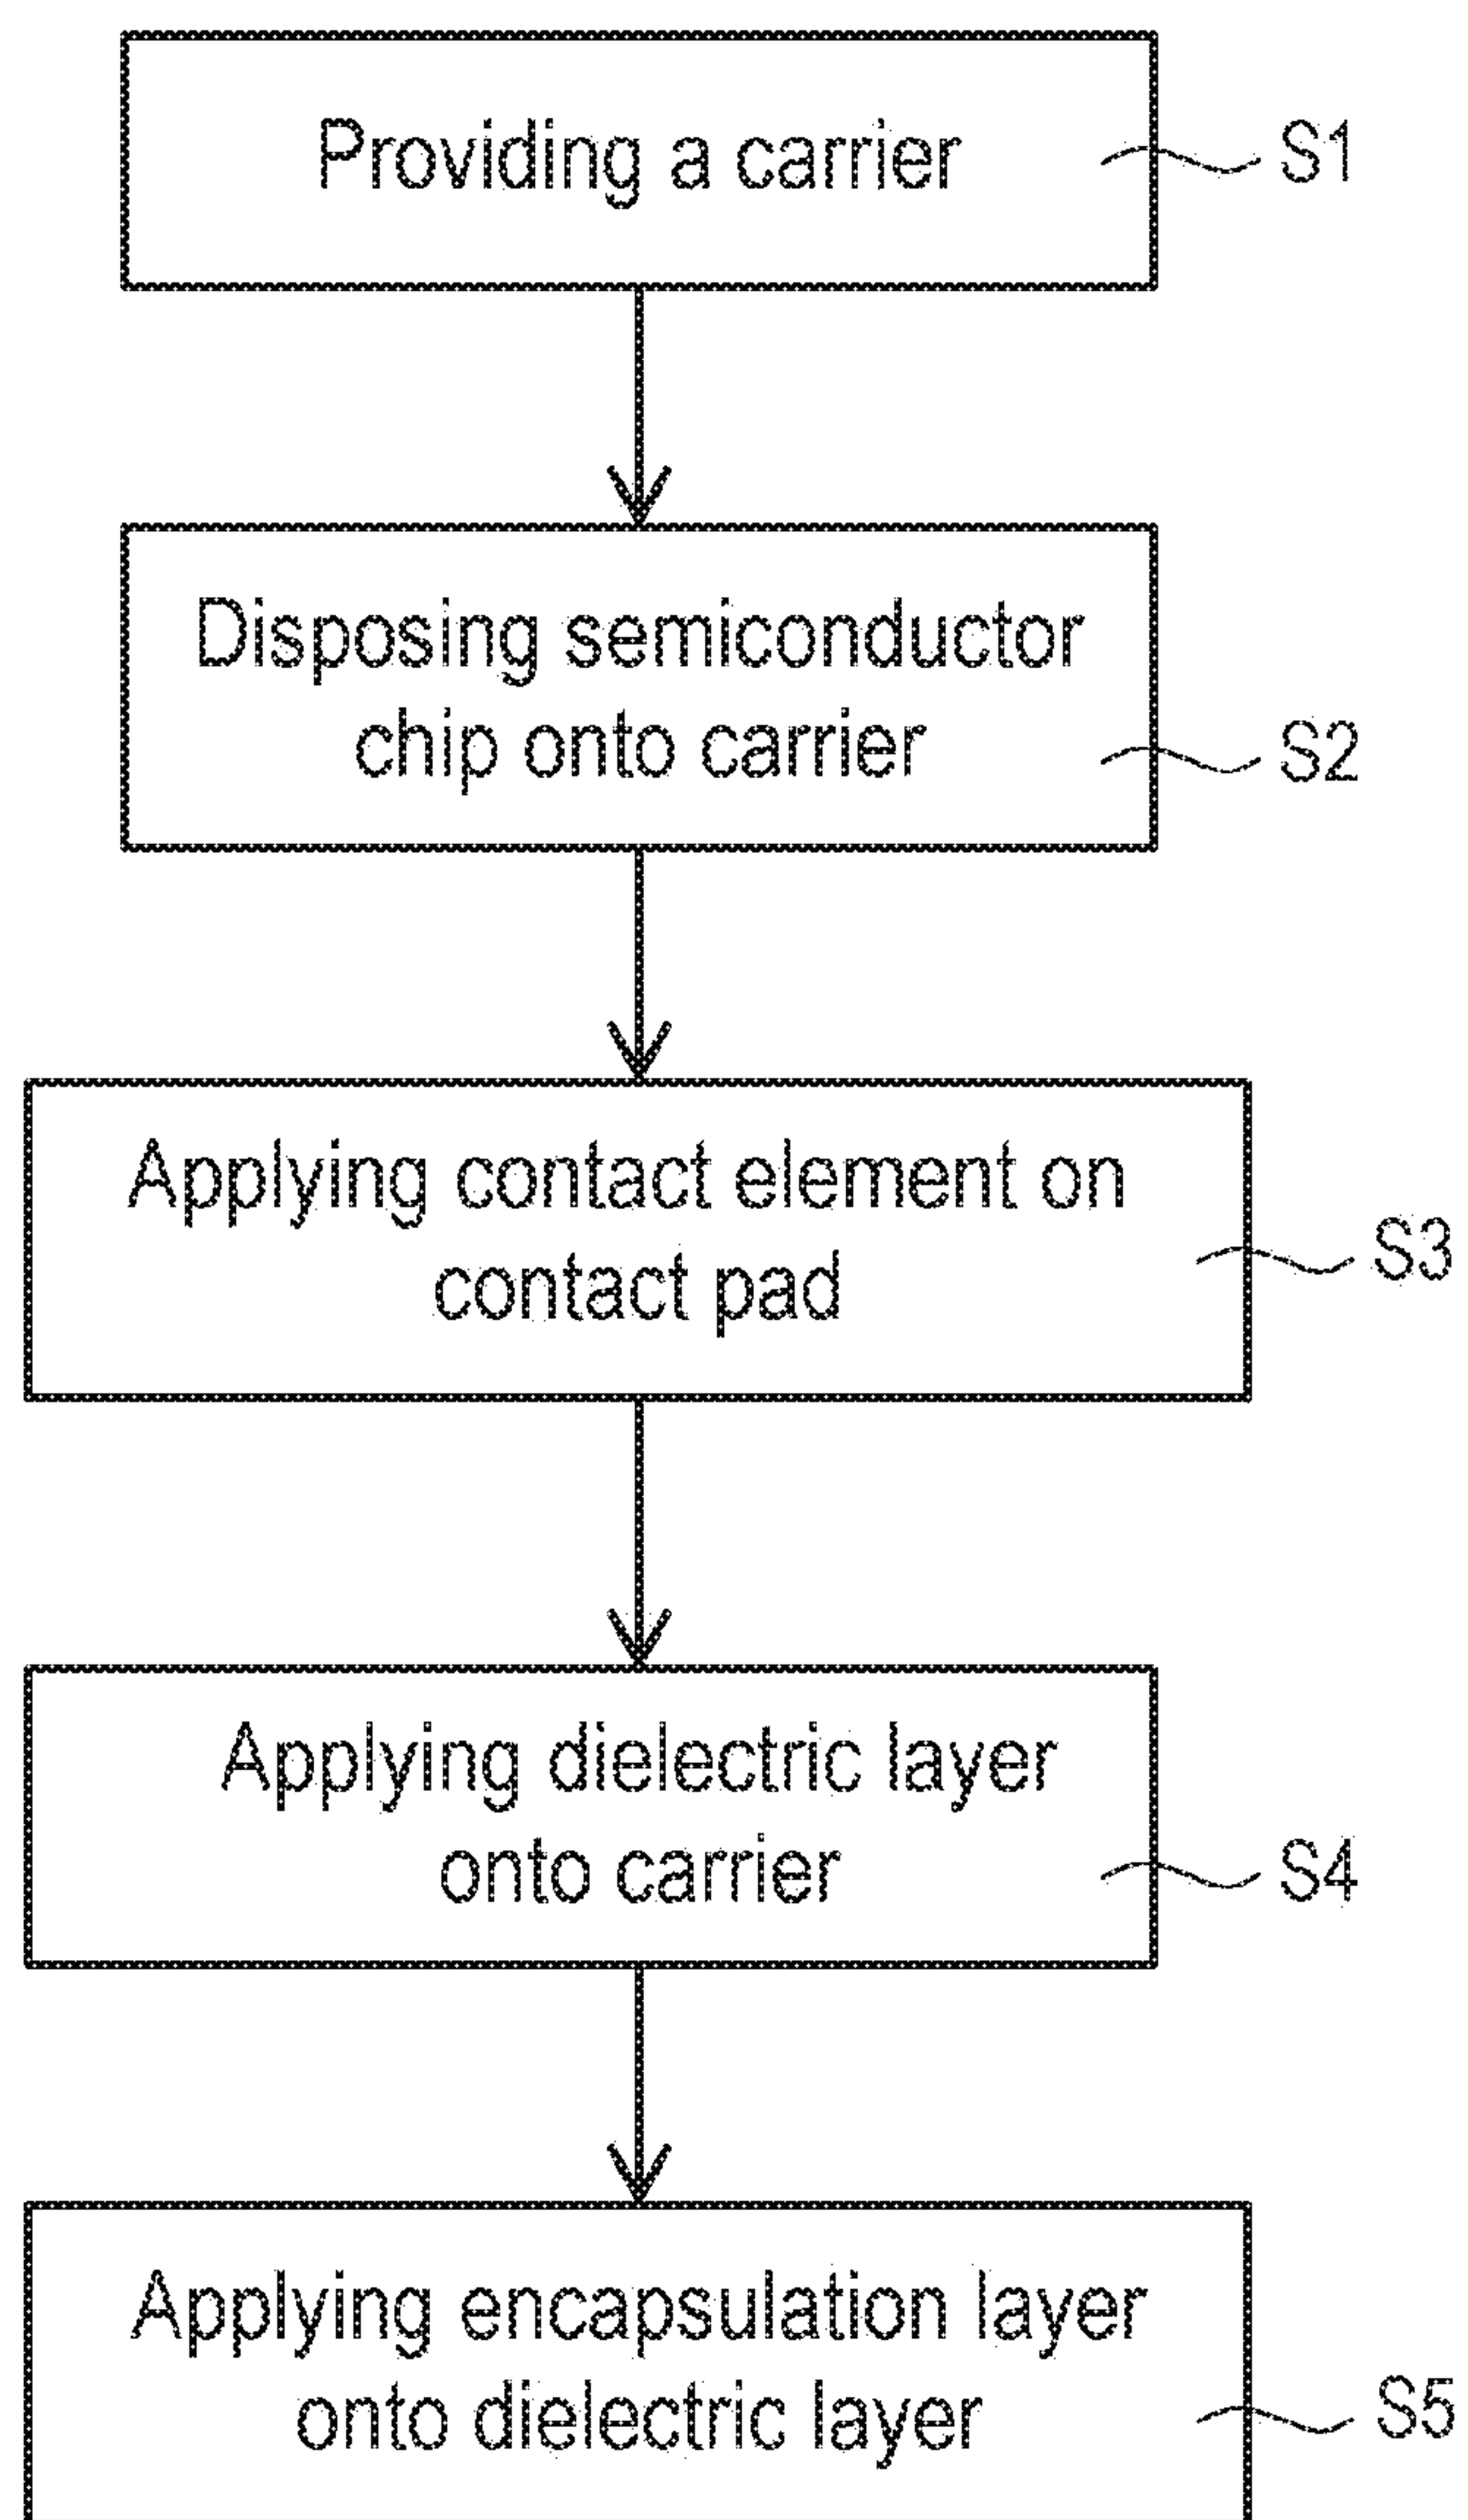 Providing a carrier
S1
Disposing semiconductor
chip onto carrier
S2
Applying contact element on
contact pad
S3
Applying dielectric layer
onto carrier
S4
Applying encapsulation layer
onto dielectric layer
S5